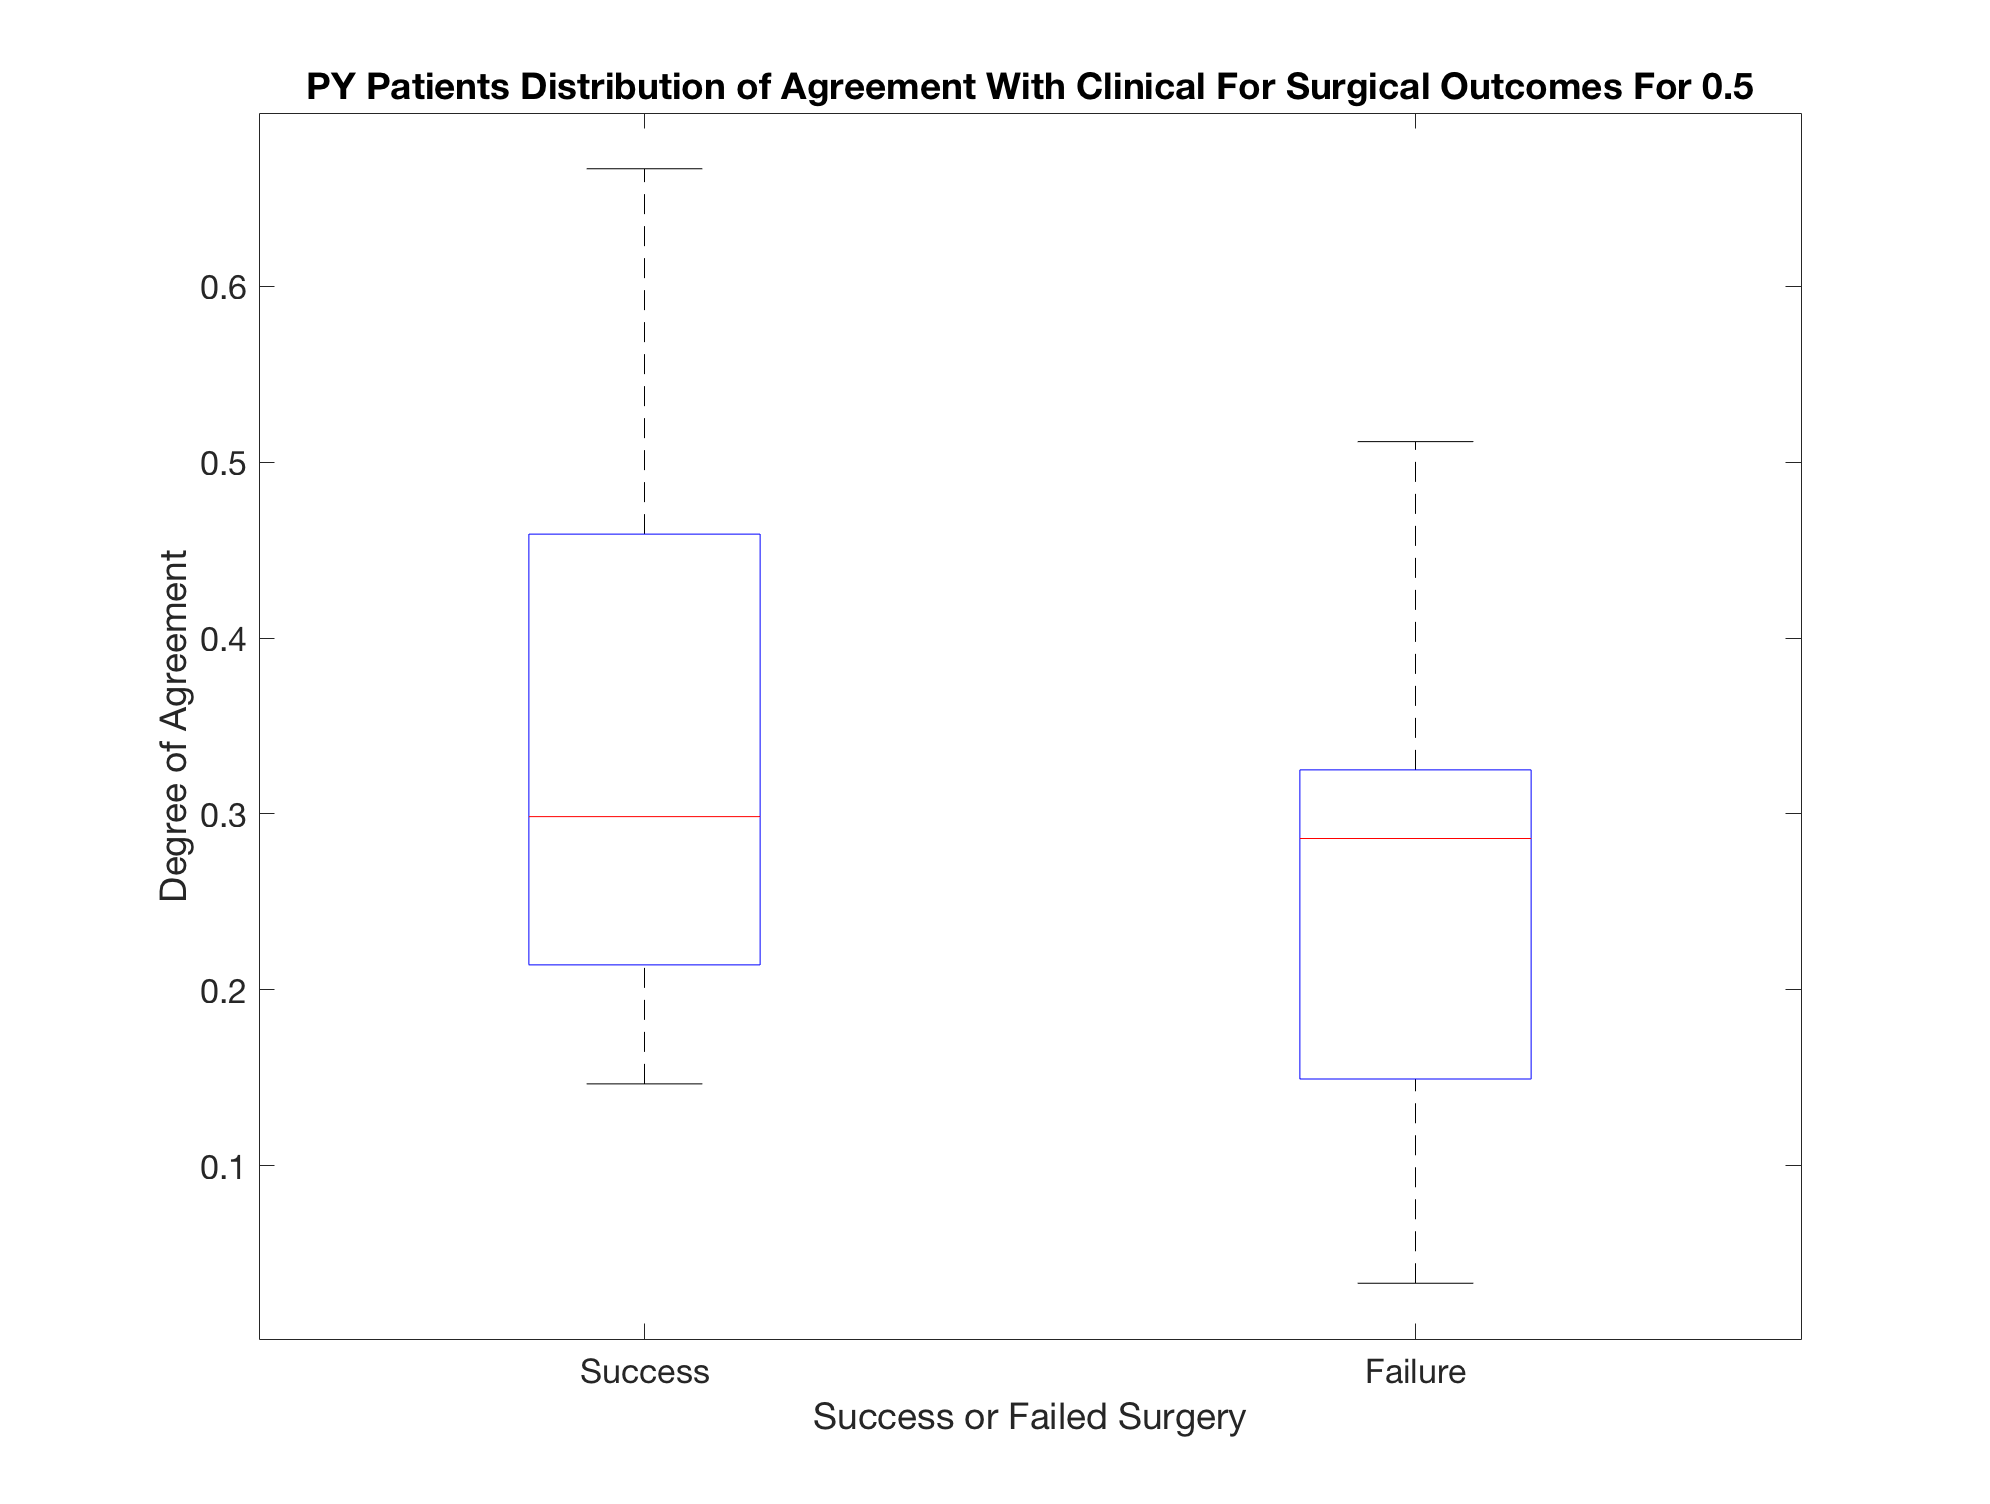 PY Patients Distribution of Agreement With Clinical For Surgical Outcomes For 0.5
Degree of Agreement
0.6
0.5
0.4
0.3
0.2
0.1
Success
Failure
Success or Failed Surgery